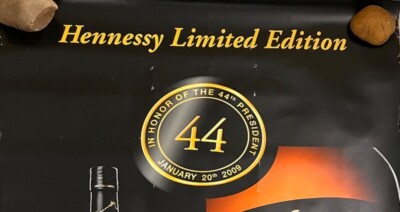 Hennessy Limited Edition
IN HONOR OF THE 44th PRESIDENT
44
JANUARY 20th 2009